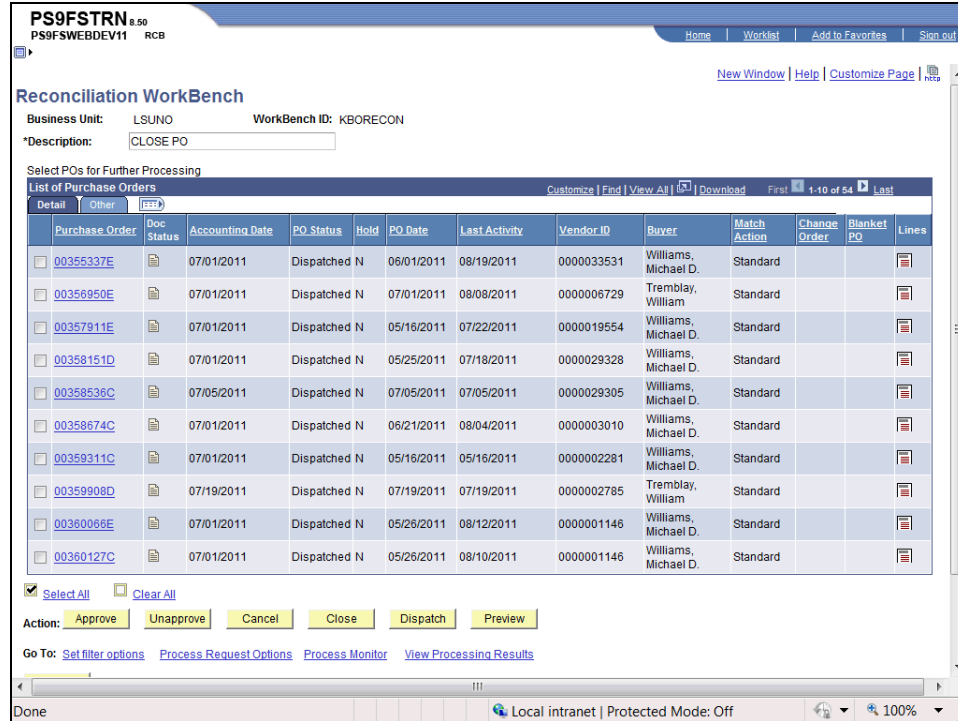 PS9FSTRN 8.50
PS9FSWEBDEV11 RCB
Home Worklist Add to Favorites Sign out
New Window | Help | Customize Page | http
Reconciliation WorkBench
Business Unit: LSUNO WorkBench ID: KBORECON
*Description: CLOSE PO
Select POs for Further Processing
List of Purchase Orders Customize | Find | View All | Download First 1-10 of 54 Last
Detail Other
Purchase Order Doc Status Accounting Date PO Status Hold PO Date Last Activity Vendor ID Buyer Match Action Change Order Blanket PO Lines
00355337E 07/01/2011 Dispatched N 06/01/2011 08/19/2011 0000033531 Williams, Michael D. Standard
00356950E 07/01/2011 Dispatched N 07/01/2011 08/08/2011 0000006729 Tremblay, William Standard
00357911E 07/01/2011 Dispatched N 05/16/2011 07/22/2011 0000019554 Williams, Michael D. Standard
00358151D 07/01/2011 Dispatched N 05/25/2011 07/18/2011 0000029328 Williams, Michael D. Standard
00358536C 07/05/2011 Dispatched N 07/05/2011 07/05/2011 0000029305 Williams, Michael D. Standard
00358674C 07/01/2011 Dispatched N 06/21/2011 08/04/2011 0000003010 Williams, Michael D. Standard
00359311C 07/01/2011 Dispatched N 05/16/2011 05/16/2011 0000002281 Williams, Michael D. Standard
00359908D 07/19/2011 Dispatched N 07/19/2011 07/19/2011 0000002785 Tremblay, William Standard
00360066E 07/01/2011 Dispatched N 05/26/2011 08/12/2011 0000001146 Williams, Michael D. Standard
00360127C 07/01/2011 Dispatched N 05/26/2011 08/10/2011 0000001146 Williams, Michael D. Standard
Select All Clear All
Action: Approve Unapprove Cancel Close Dispatch Preview
Go To: Set filter options Process Request Options Process Monitor View Processing Results
Done Local intranet | Protected Mode: Off 100%